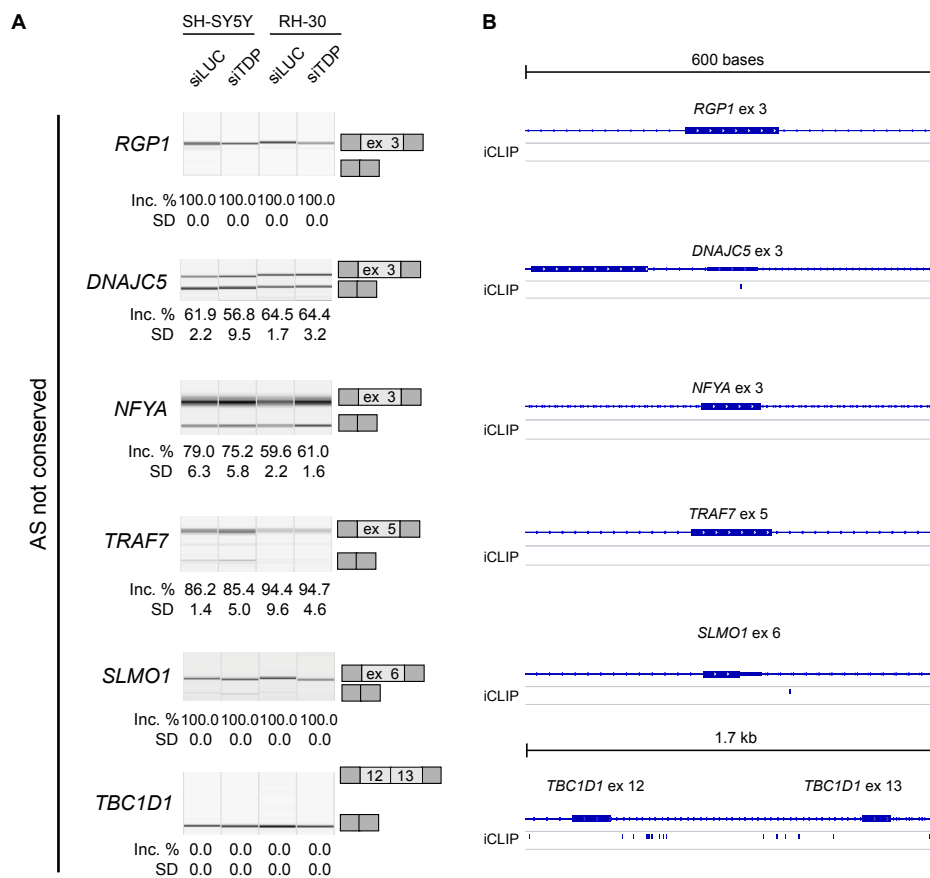 A
SH-SY5Y RH-30
siLUC siTDP siLUC siTDP
AS not conserved
RGP1
ex 3
Inc. % 100.0 100.0 100.0 100.0
SD 0.0 0.0 0.0 0.0
DNAJC5
ex 3
Inc. %
61.9 56.8 64.5 64.4
SD 2.2 9.5 1.7 3.2
NFYA
ex 3
Inc. % 79.0 75.2 59.6 61.0
SD 6.3 5.8 2.2 1.6
TRAF7
ex 5
Inc. % 86.2 85.4 94.4 94.7
SD 1.4 5.0 9.6 4.6
SLMO1
ex 6
Inc. % 100.0 100.0 100.0 100.0
SD 0.0 0.0 0.0 0.0
TBC1D1
12 13
Inc. % 0.0 0.0 0.0 0.0
SD 0.0 0.0 0.0 0.0
B
600 bases
RGP1 ex 3
iCLIP
DNAJC5 ex 3
iCLIP
NFYA ex 3
iCLIP
TRAF7 ex 5
iCLIP
SLMO1 ex 6
iCLIP
1.7 kb
TBC1D1 ex 12 TBC1D1 ex 13
iCLIP